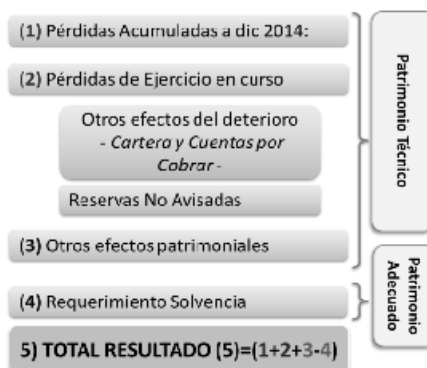 (1) Pérdidas Acumuladas a dic 2014:
(2) Pérdidas de Ejercicio en curso
Otros efectos del deterioro
- Cartera y Cuentas por
Cobrar -
Reservas No Avisadas
(3) Otros efectos patrimoniales
(4) Requerimiento Solvencia
5) TOTAL RESULTADO (5)=(1+2+3-4)
Patrimonio Técnico
Patrimonio
Adecuado